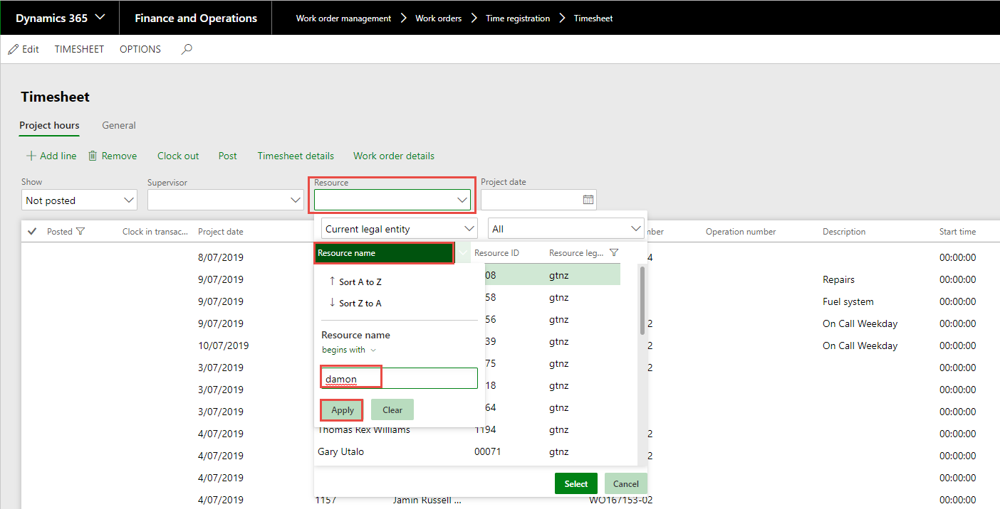 Dynamics 365 Finance and Operations Work order management Work orders Time registration Timesheet
Edit TIMESHEET OPTIONS
Timesheet
Project hours General
Add line Remove Clock out Post Timesheet details Work order details
Show Supervisor Resource Project date
Not posted
Current legal entity All
Posted Clock in transac... Project date mber Operation number Description Start time
Resource name Resource ID Resource leg...
8/07/2019 4 00:00:00
08 gtnz
9/07/2019 Repairs 00:00:00
Sort A to Z
58 gtnz
9/07/2019 Fuel system 00:00:00
Sort Z to A
56 gtnz
9/07/2019 2 On Call Weekday 00:00:00
Resource name
39 gtnz
10/07/2019 2 On Call Weekday 00:00:00
begins with
75 gtnz
3/07/2019 2 00:00:00
damon
18 gtnz
3/07/2019 00:00:00
64 gtnz
3/07/2019 00:00:00
Apply Clear
Thomas Rex Williams 1194 gtnz
4/07/2019 2 00:00:00
Gary Utalo 00071 gtnz
4/07/2019 2 00:00:00
4/07/2019 00:00:00
Select Cancel
4/07/2019 1157 Jamin Russell ... WO167153-02 00:00:00